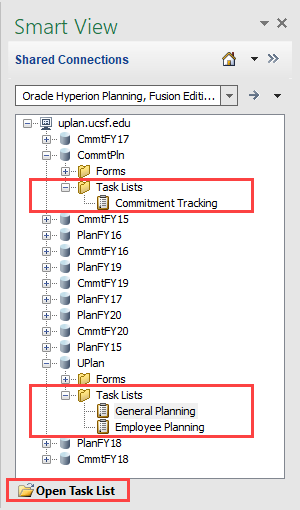 Smart View
Shared Connections
Oracle Hyperion Planning, Fusion Editi...
uplan.ucsf.edu
CmmtFY17
CommtPln
Forms
Task Lists
Commitment Tracking
CmmtFY15
PlanFY16
CmmtFY16
PlanFY19
CmmtFY19
PlanFY17
PlanFY20
CmmtFY20
PlanFY15
UPlan
Forms
Task Lists
General Planning
Employee Planning
PlanFY18
CmmtFY18
Open Task List